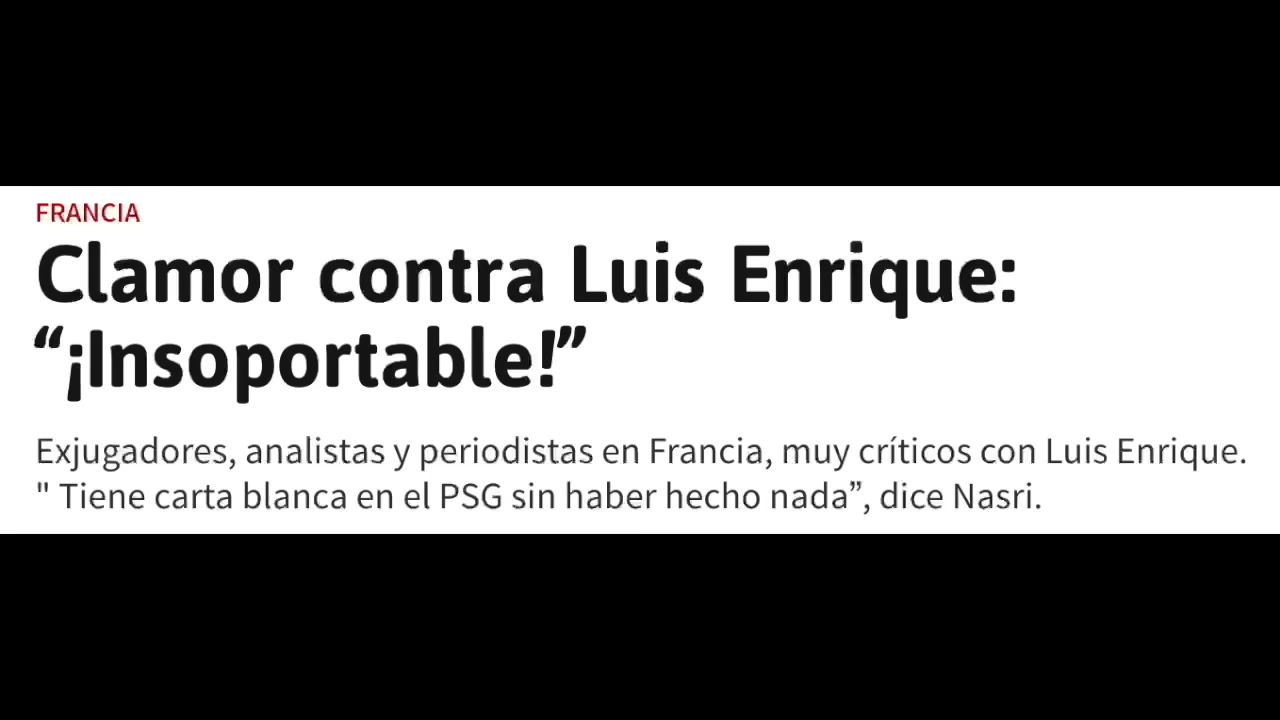 FRANCIA
Clamor contra Luis Enrique:
“¡Insoportable!”
Exjugadores, analistas y periodistas en Francia, muy críticos con Luis Enrique.
" Tiene carta blanca en el PSG sin haber hecho nada”, dice Nasri.